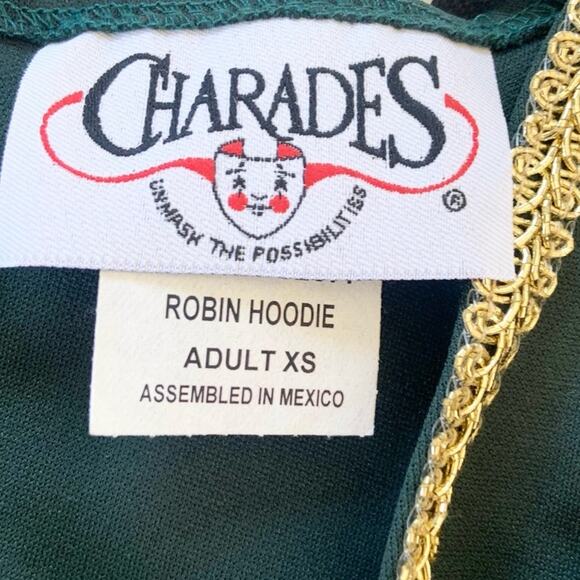 CHARADES
UNMASK THE POSSIBILITIES
®
ROBIN HOODIE
ADULT XS
ASSEMBLED IN MEXICO